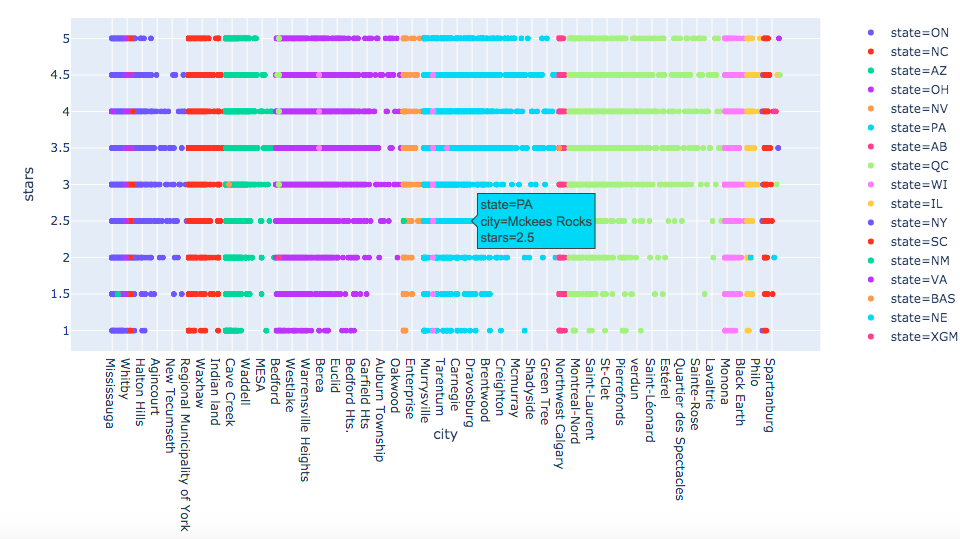 5
4.5
4
3.5
3
2.5
2
1.5
1
stars
state=PA
city=Mckees Rocks
stars=2.5
Mississauga
Whitby
Halton Hills
Agincourt
New Tecumseth
Regional Municipality of York
Waxhaw
Indian land
Cave Creek
Waddell
MESA
Bedford
Westlake
Warrensville Heights
Berea
Euclid
Bedford Hts.
Garfield Hts
Auburn Township
Oakwood
Enterprise
Murrysville
Tarentum
Carnegie
Dravosburg
Brentwood
Creighton
Mcmurray
Shadyside
Green Tree
Northwest Calgary
Montreal-Nord
Saint-Laurent
St-Clet
Pierrefonds
verdun
Saint-Léonard
Estérel
Quartier des Spectacles
Sainte-Rose
Lavaltrie
Monona
Black Earth
Philo
Spartanburg
city
state=ON
state=NC
state=AZ
state=OH
state=NV
state=PA
state=AB
state=QC
state=WI
state=IL
state=NY
state=SC
state=NM
state=VA
state=BAS
state=NE
state=XGM